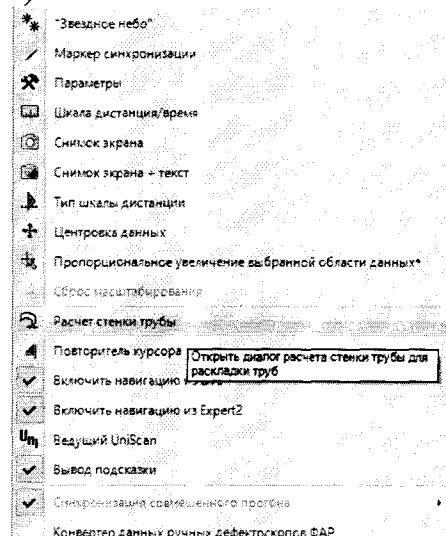 "Звездное небо"
Маркер синхронизации
Параметры
Шкала дистанция/время
Снимок экрана
Снимок экрана + текст
Тип шкалы дистанции
Центровка данных
Пропорциональное увеличение выбранной области данных*
Сброс масштабирования
Расчет стенки трубы
Повторитель курсора
Открыть диалог расчета стенки трубы для
раскладки труб
Включить навигацию
Включить навигацию из Expert2
Uni Ведущий UniScan
Вывод подсказки
Синхронизация совмещенного прогона
Конвертер данных ручных дефектоскопов ФАР